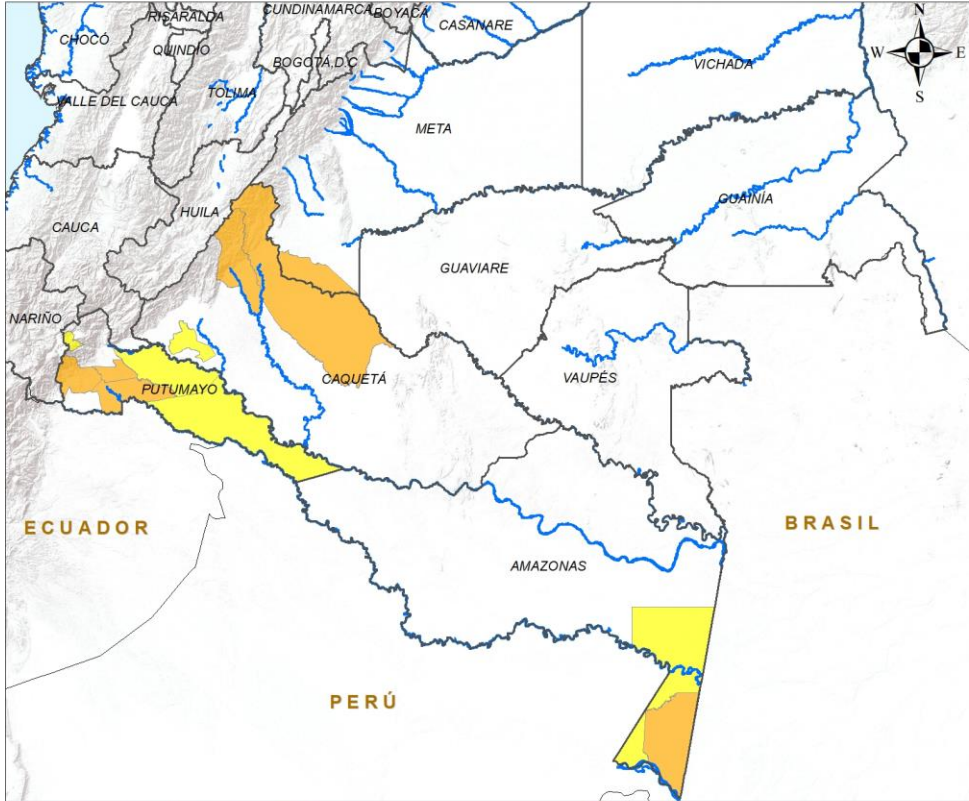 RISARALDA
CUNDINAMARCA
BOYACÁ
CASANARE
N
CHOCÓ
QUINDÍO
BOGOTÁ,D.C
W
E
VICHADA
S
VALLE DEL CAUCA
TOLIMA
META
HUILA
GUAINÍA
CAUCA
GUAVIARE
NARIÑO
CAQUETÁ
VAUPÉS
PUTUMAYO
ECUADOR
BRASIL
AMAZONAS
PERÚ